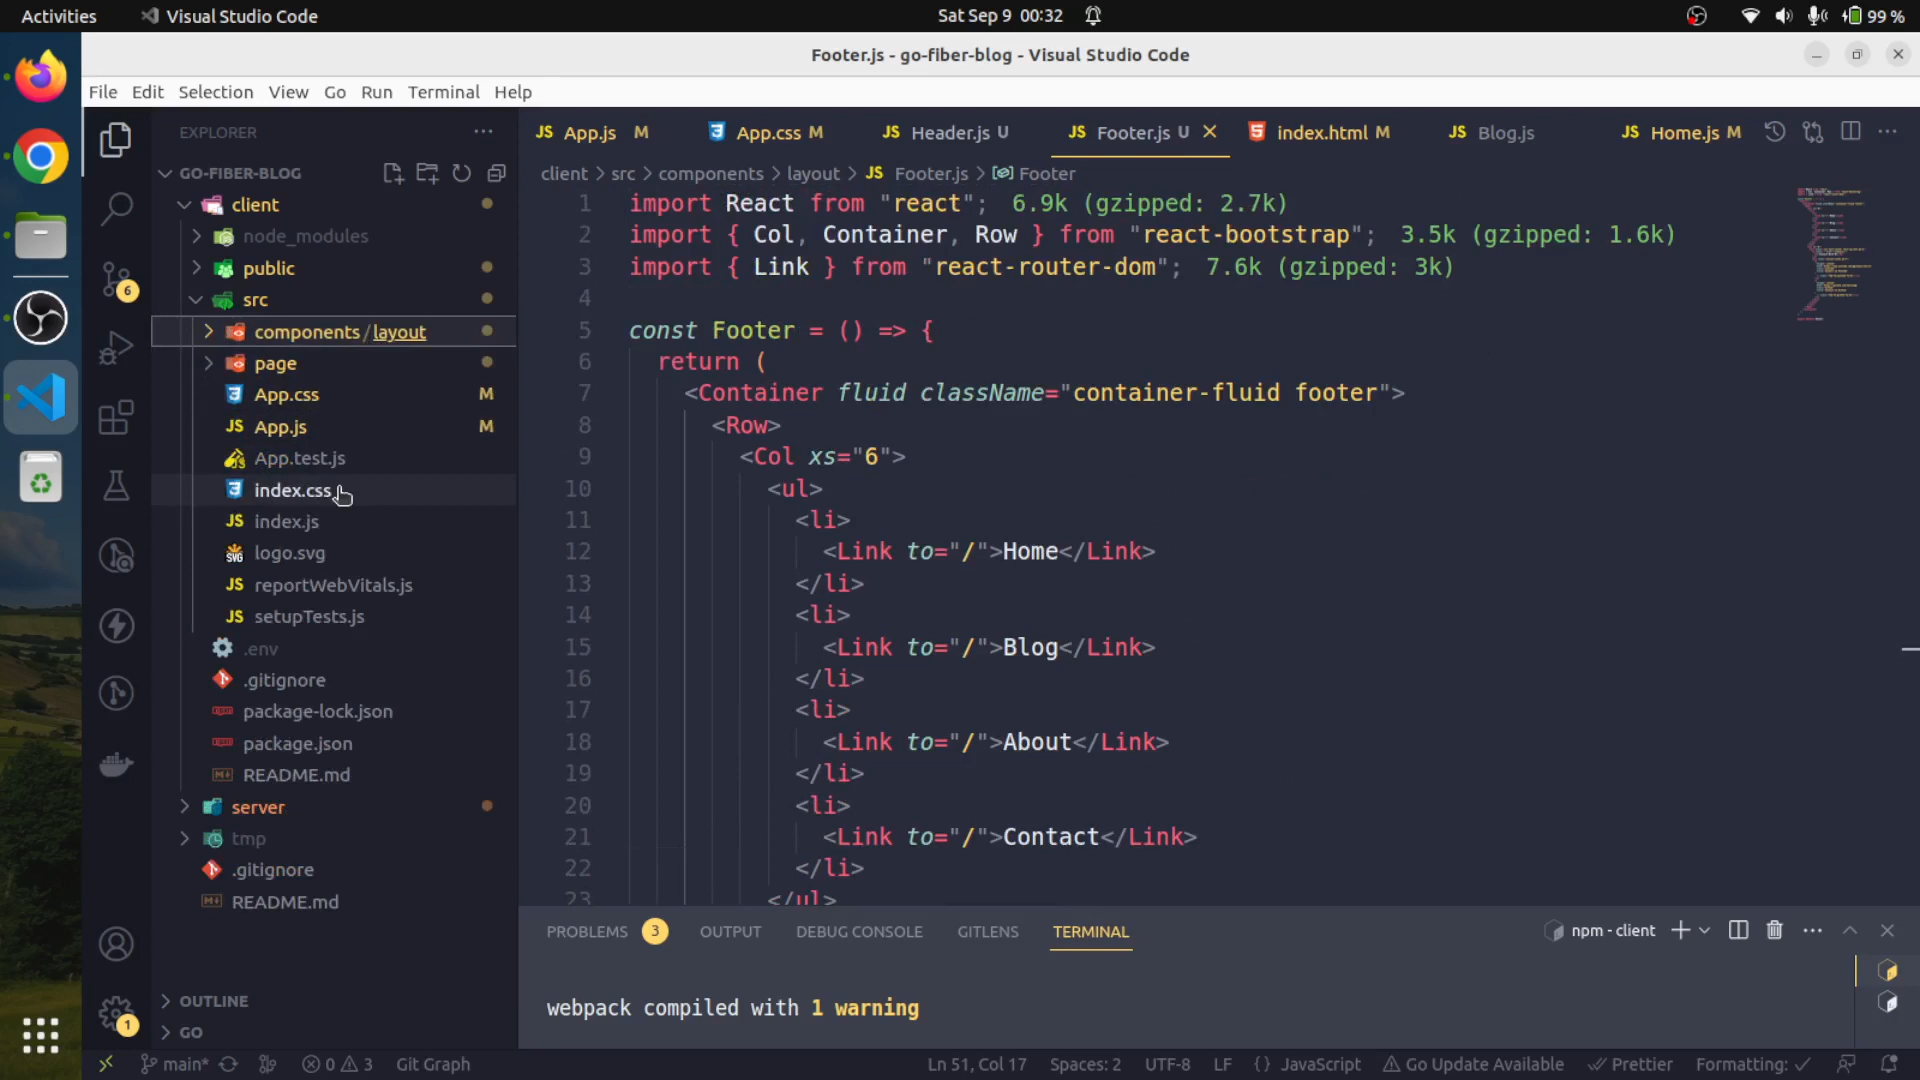 Activities Visual Studio Code Sat Sep 9 00:32 99 %
Footer.js - go-fiber-blog - Visual Studio Code
File Edit Selection View Go Run Terminal Help
EXPLORER
GO-FIBER-BLOG
client
node_modules
public
src
components / layout
page
App.css M
App.js M
App.test.js
index.css
index.js
logo.svg
reportWebVitals.js
setupTests.js
.env
.gitignore
package-lock.json
package.json
README.md
server
tmp
.gitignore
README.md
OUTLINE
GO
6
1
JS App.js M App.css M JS Header.js U JS Footer.js U index.html M JS Blog.js JS Home.js M
client > src > components > layout > JS Footer.js > Footer
1 import React from "react"; 6.9k (gzipped: 2.7k)
2 import { Col, Container, Row } from "react-bootstrap"; 3.5k (gzipped: 1.6k)
3 import { Link } from "react-router-dom"; 7.6k (gzipped: 3k)
4
5 const Footer = () => {
6 return (
7 <Container fluid className="container-fluid footer">
8 <Row>
9 <Col xs="6">
10 <ul>
11 <li>
12 <Link to="/">Home</Link>
13 </li>
14 <li>
15 <Link to="/">Blog</Link>
16 </li>
17 <li>
18 <Link to="/">About</Link>
19 </li>
20 <li>
21 <Link to="/">Contact</Link>
22 </li>
23 </ul>
PROBLEMS 3 OUTPUT DEBUG CONSOLE GITLENS TERMINAL npm - client
webpack compiled with 1 warning
main* 0 3 Git Graph Ln 51, Col 17 Spaces: 2 UTF-8 LF {} JavaScript Go Update Available Prettier Formatting: